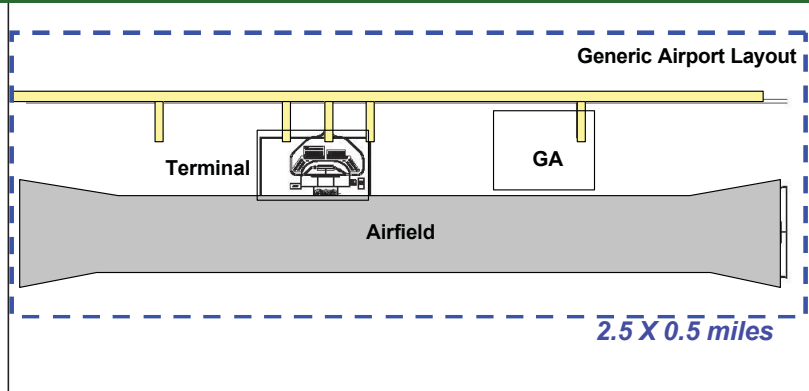 Generic Airport Layout
Terminal
GA
Airfield
2.5 X 0.5 miles